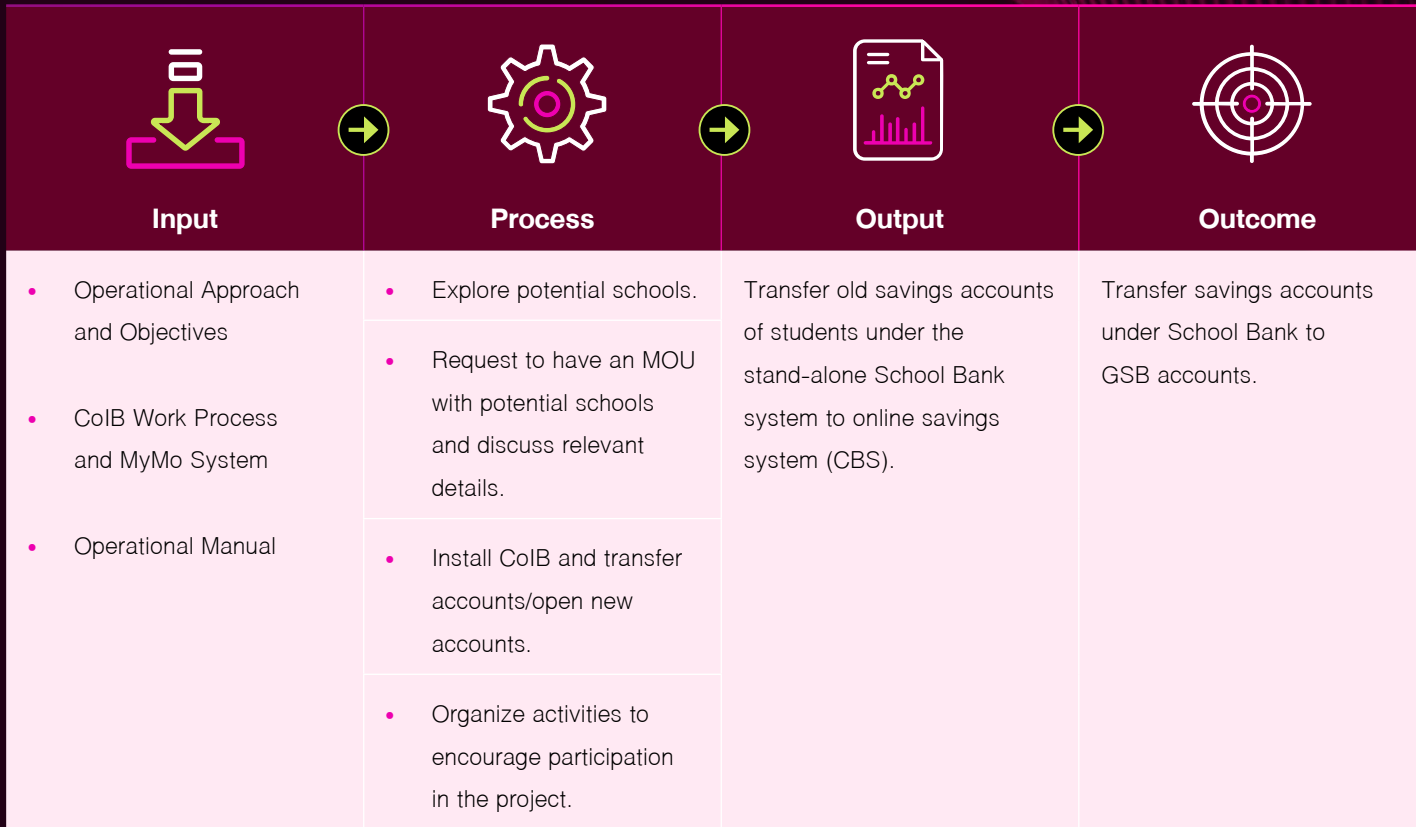 Input
Process
Output
Outcome
• Operational Approach
and Objectives
• CoIB Work Process
and MyMo System
• Operational Manual
• Explore potential schools.
• Request to have an MOU
with potential schools
and discuss relevant
details.
• Install CoIB and transfer
accounts/open new
accounts.
• Organize activities to
encourage participation
in the project.
Transfer old savings accounts
of students under the
stand-alone School Bank
system to online savings
system (CBS).
Transfer savings accounts
under School Bank to
GSB accounts.